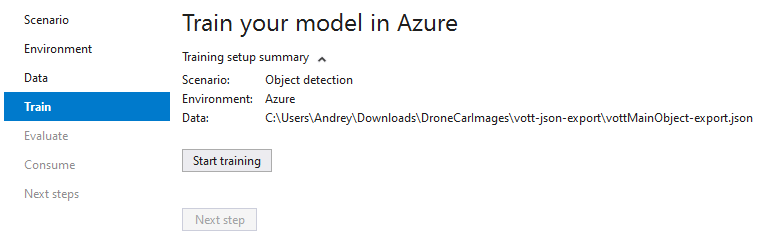 Scenario
Environment
Data
Train
Evaluate
Consume
Next steps
Train your model in Azure
Training setup summary
Scenario: Object detection
Environment: Azure
Data: C:\Users\Andrey\Downloads\DroneCarImages\vott-json-export\vottMainObject-export.json
Start training
Next step